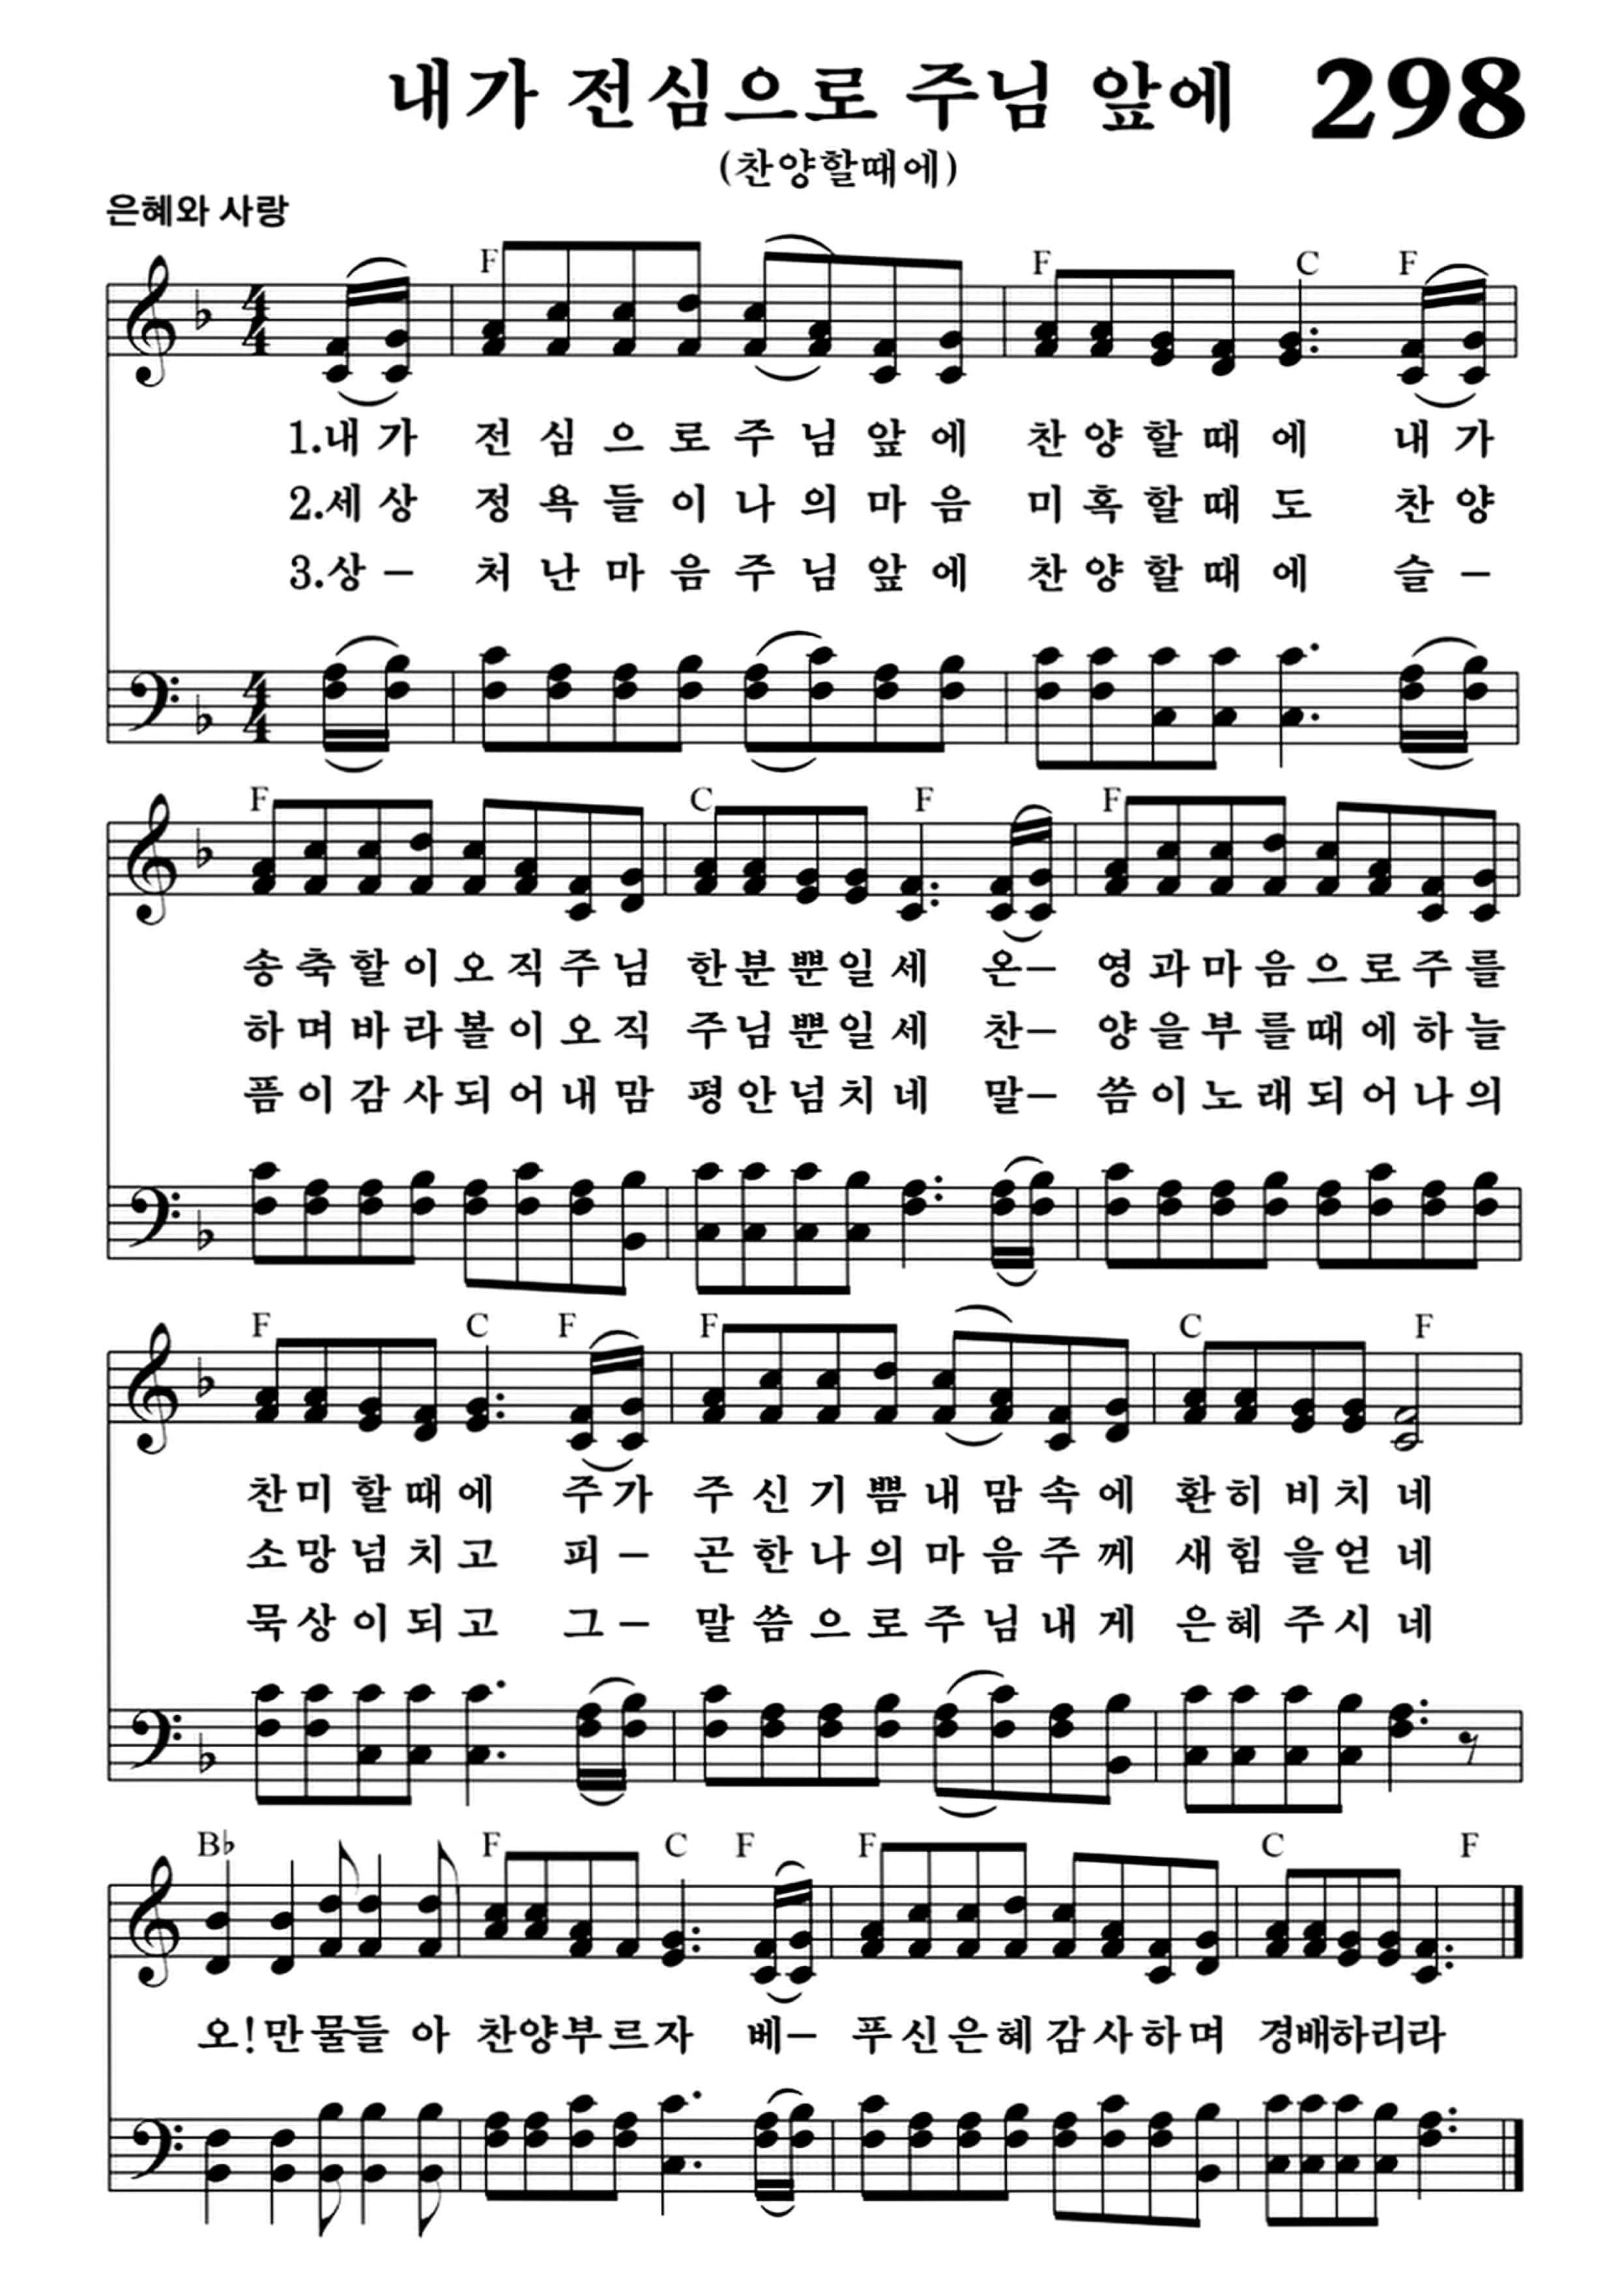 내가 전심으로 주님 앞에 298
(찬양할때에)
은혜와 사랑
F F C F
1.내 가 전 심 으 로 주 님 앞 에 찬 양 할 때 에 내 가
2.세 상 정 욕 들 이 나 의 마 음 미 혹 할 때 도 찬 양
3.상 – 처 난 마 음 주 님 앞 에 찬 양 할 때 에 슬 –
F C F F
송 축 할 이 오 직 주 님 한 분 뿐 일 세 온 – 영 과 마 음 으 로 주 를
하 며 바 라 볼 이 오 직 주 님 뿐 일 세 찬 – 양 을 부 를 때 에 하 늘
픔 이 감 사 되 어 내 맘 평 안 넘 치 네 말 – 씀 이 노 래 되 어 나 의
F C F F C F
찬 미 할 때 에 주 가 주 신 기 쁨 내 맘 속 에 환 히 비 치 네
소 망 넘 치 고 피 – 곤 한 나 의 마 음 주 께 새 힘 을 얻 네
묵 상 이 되 고 그 – 말 씀 으 로 주 님 내 게 은 혜 주 시 네
B♭ F C F F C F
오! 만 물 들 아 찬 양 부 르 자 베 – 푸 신 은 혜 감 사 하 며 경 배 하 리 라